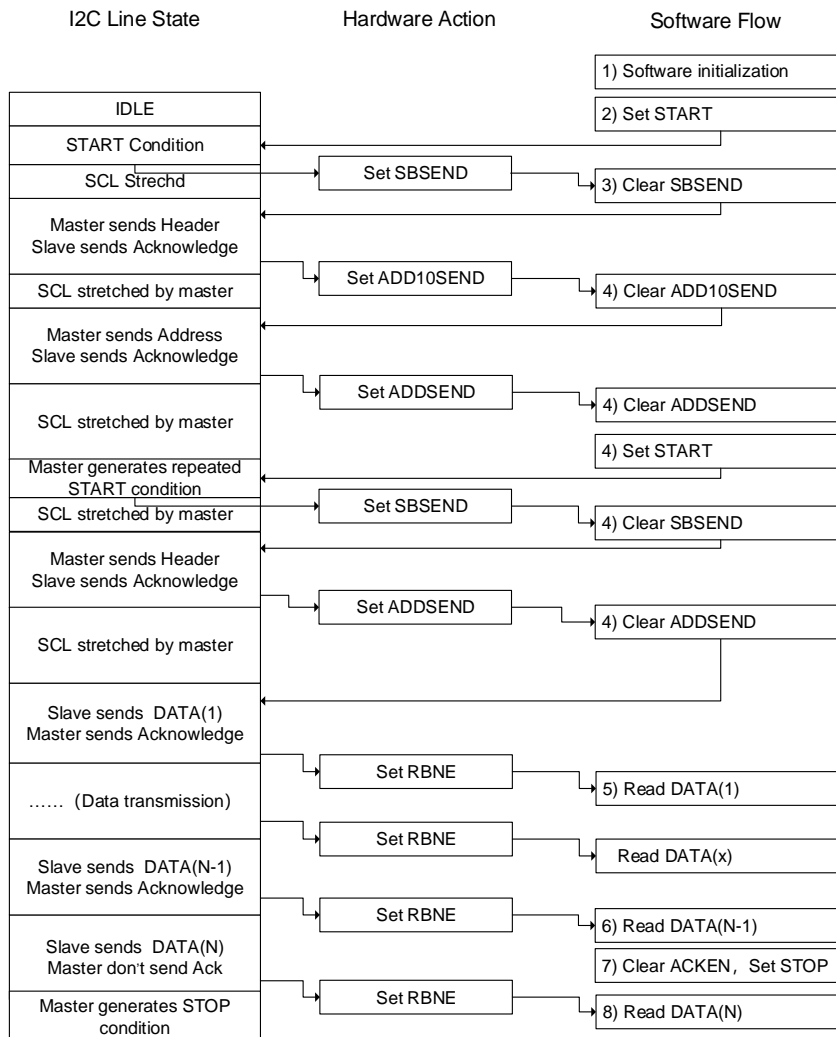 I2C Line State
Hardware Action
Software Flow
1) Software initialization
IDLE
2) Set START
START Condition
Set SBSEND
SCL Strechd
3) Clear SBSEND
Master sends Header
Slave sends Acknowledge
Set ADD10SEND
SCL stretched by master
4) Clear ADD10SEND
Master sends Address
Slave sends Acknowledge
Set ADDSEND
4) Clear ADDSEND
SCL stretched by master
4) Set START
Master generates repeated
START condition
Set SBSEND
SCL stretched by master
4) Clear SBSEND
Master sends Header
Slave sends Acknowledge
Set ADDSEND
4) Clear ADDSEND
SCL stretched by master
Slave sends DATA(1)
Master sends Acknowledge
Set RBNE
5) Read DATA(1)
…… (Data transmission)
Set RBNE
Read DATA(x)
Slave sends DATA(N-1)
Master sends Acknowledge
Set RBNE
6) Read DATA(N-1)
Slave sends DATA(N)
Master don't send Ack
7) Clear ACKEN, Set STOP
Set RBNE
8) Read DATA(N)
Master generates STOP
condition